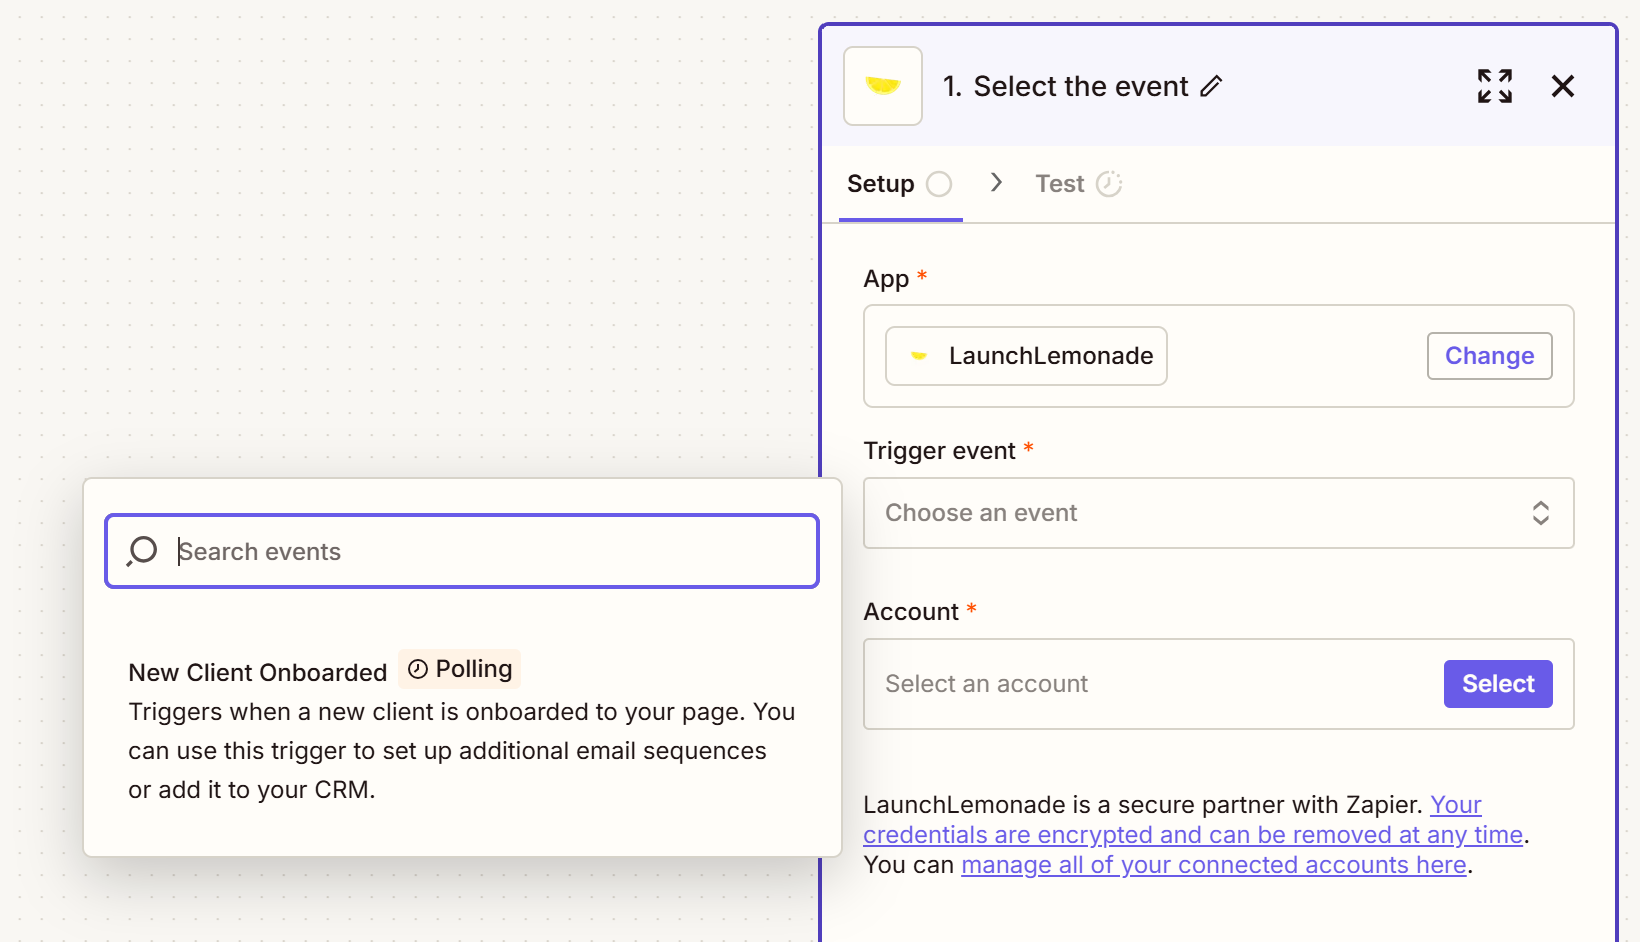 1. Select the event
Setup
Test
App *
LaunchLemonade
Change
Trigger event *
Choose an event
Search events
New Client Onboarded
Polling
Triggers when a new client is onboarded to your page. You
can use this trigger to set up additional email sequences
or add it to your CRM.
Account *
Select an account
Select
LaunchLemonade is a secure partner with Zapier. Your
credentials are encrypted and can be removed at any time.
You can manage all of your connected accounts here.